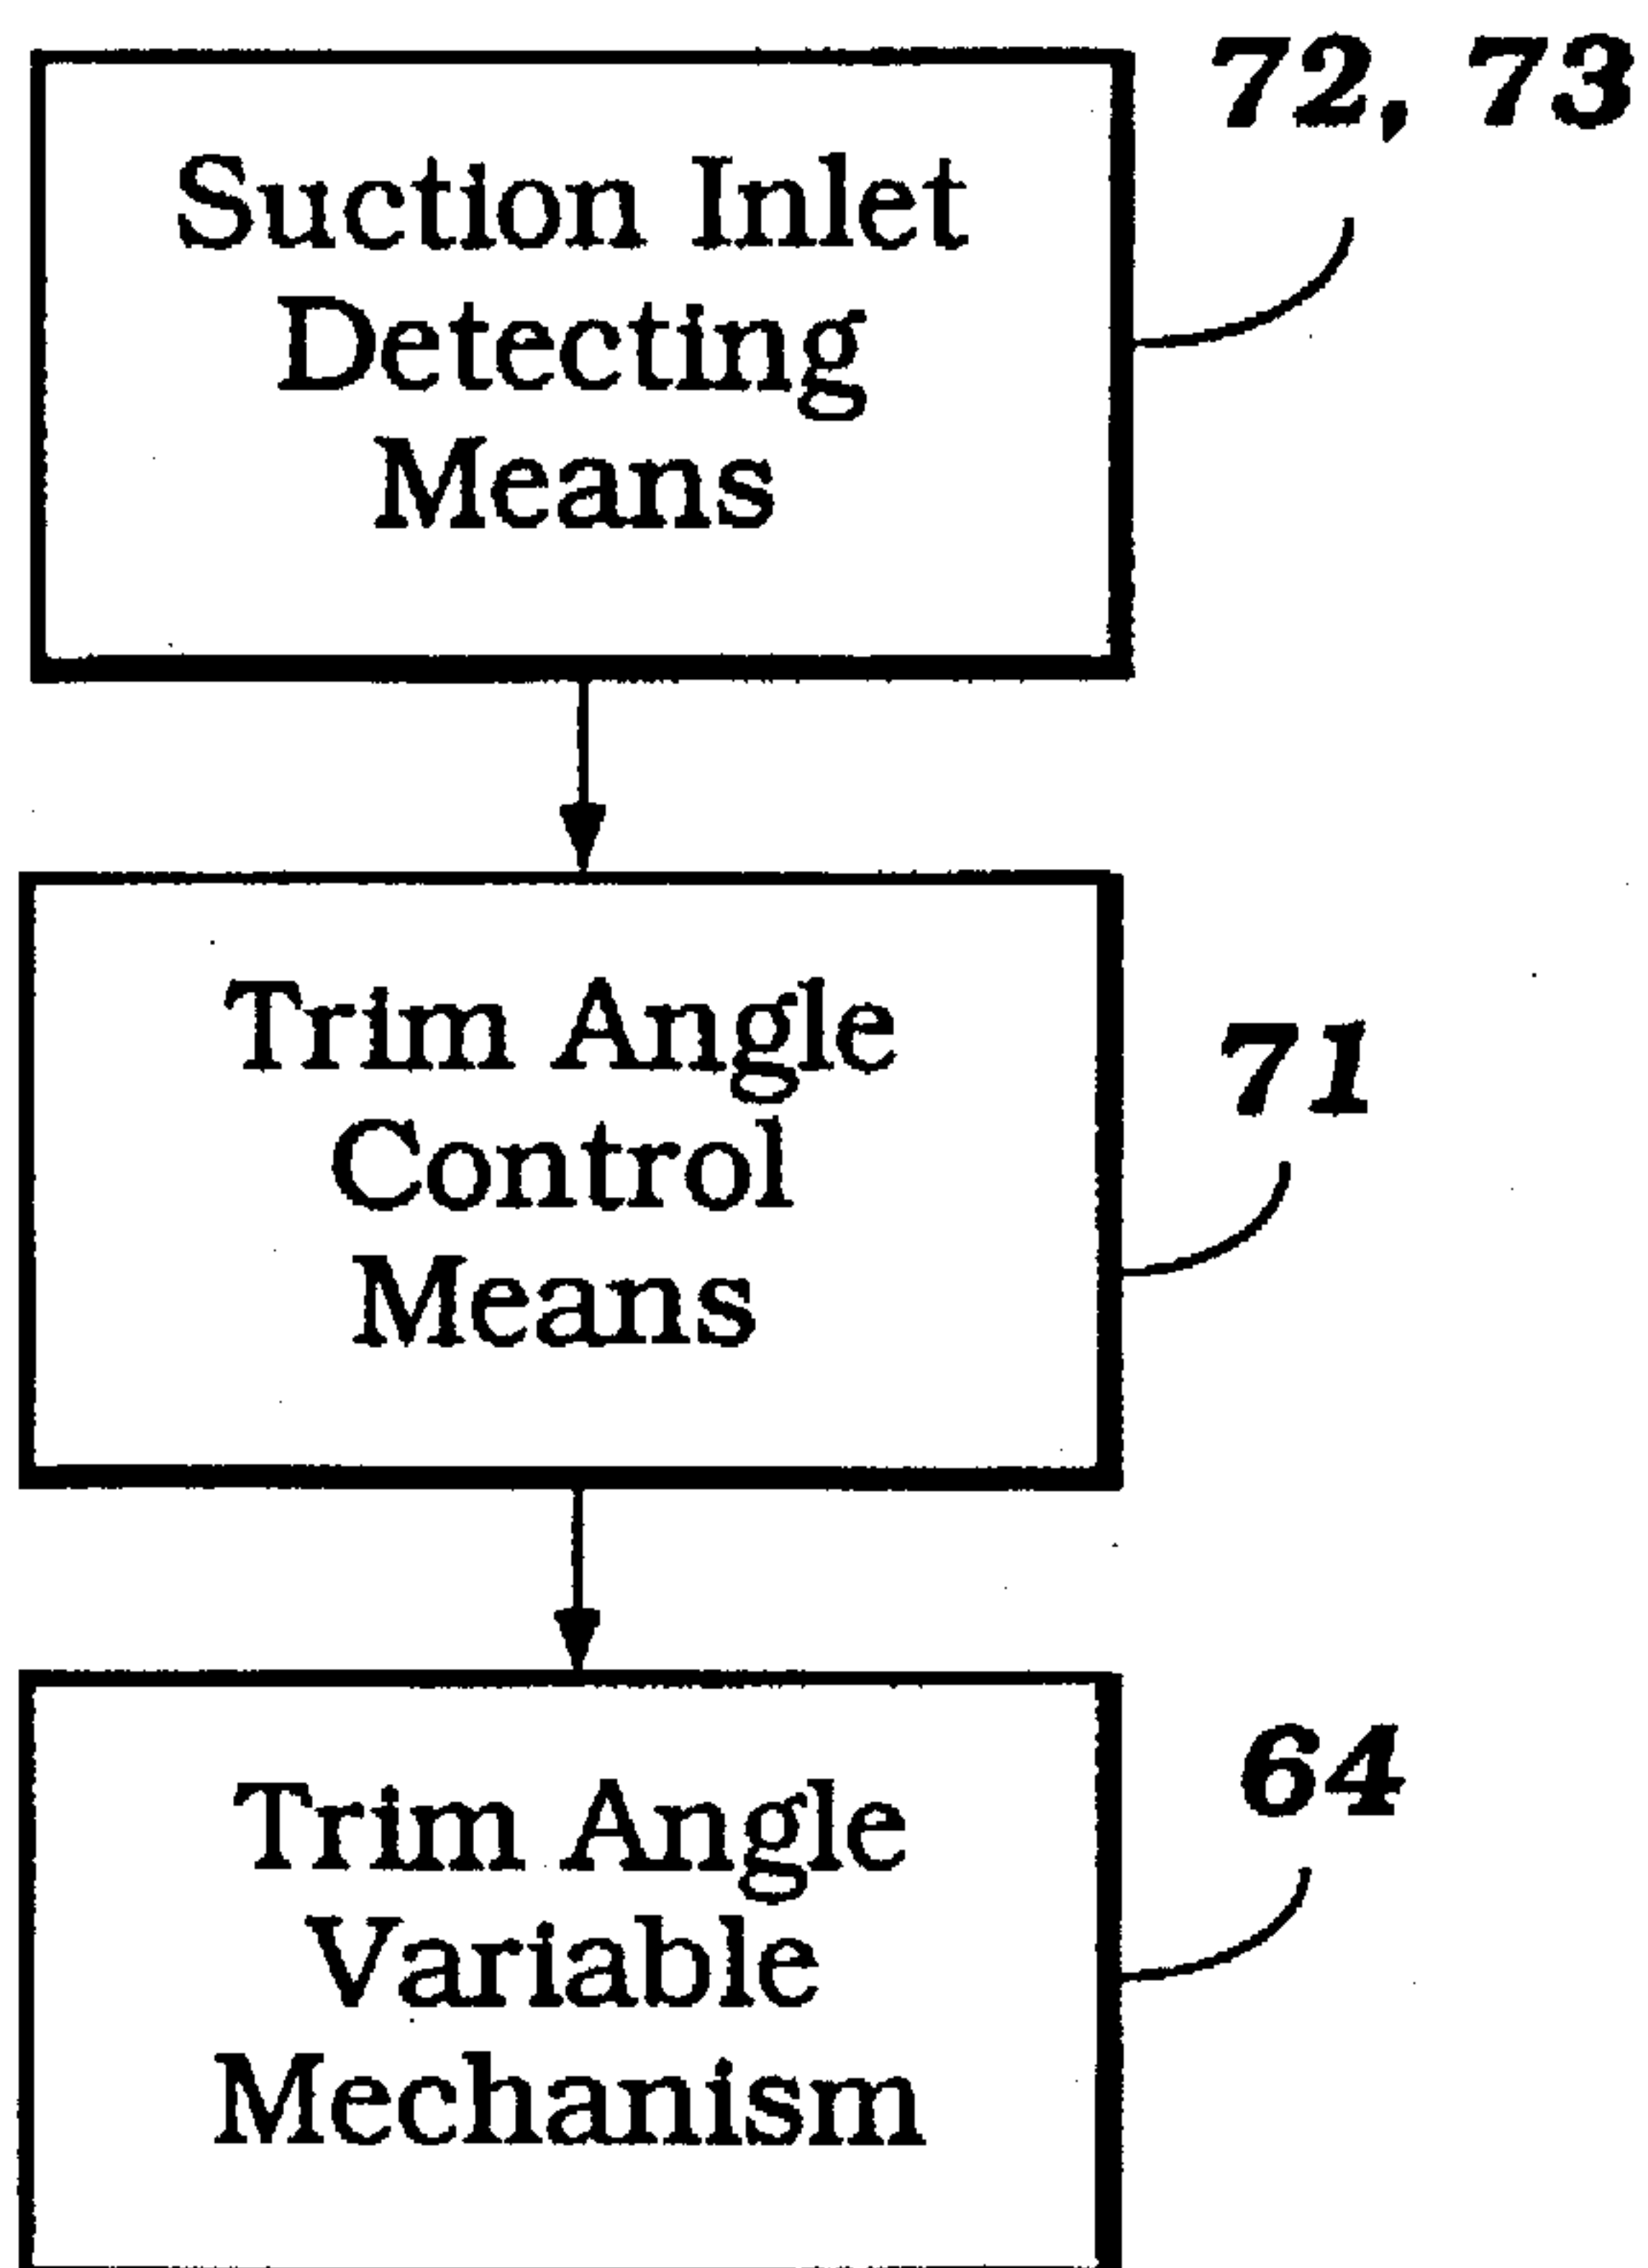 72, 73
Suction Inlet
Detecting
Means
Trim Angle
Control
Means
71
Trim Angle
Variable
Mechanism
64